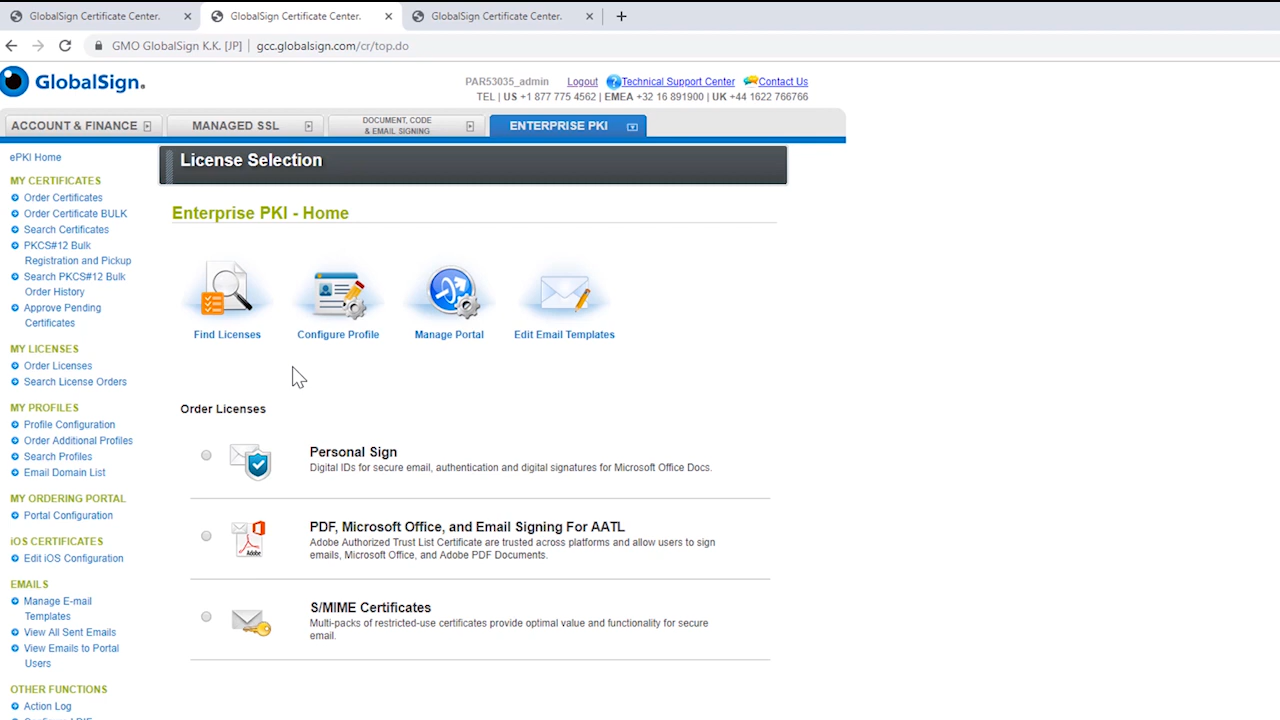 GlobalSign Certificate Center.
GlobalSign Certificate Center.
GlobalSign Certificate Center.
GMO GlobalSign K.K. [JP] | gcc.globalsign.com/cr/top.do
GlobalSign.
PAR53035_admin Logout Technical Support Center Contact Us
TEL | US +1 877 775 4562 | EMEA +32 16 891900 | UK +44 1622 766766
ACCOUNT & FINANCE
MANAGED SSL
DOCUMENT, CODE
& EMAIL SIGNING
ENTERPRISE PKI
ePKI Home
MY CERTIFICATES
Order Certificates
Order Certificate BULK
Search Certificates
PKCS#12 Bulk
Registration and Pickup
Search PKCS#12 Bulk
Order History
Approve Pending
Certificates
MY LICENSES
Order Licenses
Search License Orders
MY PROFILES
Profile Configuration
Order Additional Profiles
Search Profiles
Email Domain List
MY ORDERING PORTAL
Portal Configuration
iOS CERTIFICATES
Edit iOS Configuration
EMAILS
Manage E-mail
Templates
View All Sent Emails
View Emails to Portal
Users
OTHER FUNCTIONS
Action Log
License Selection
Enterprise PKI - Home
Find Licenses
Configure Profile
Manage Portal
Edit Email Templates
Order Licenses
Personal Sign
Digital IDs for secure email, authentication and digital signatures for Microsoft Office Docs.
PDF, Microsoft Office, and Email Signing For AATL
Adobe Authorized Trust List Certificate are trusted across platforms and allow users to sign
emails, Microsoft Office, and Adobe PDF Documents.
Adobe
S/MIME Certificates
Multi-packs of restricted-use certificates provide optimal value and functionality for secure
email.